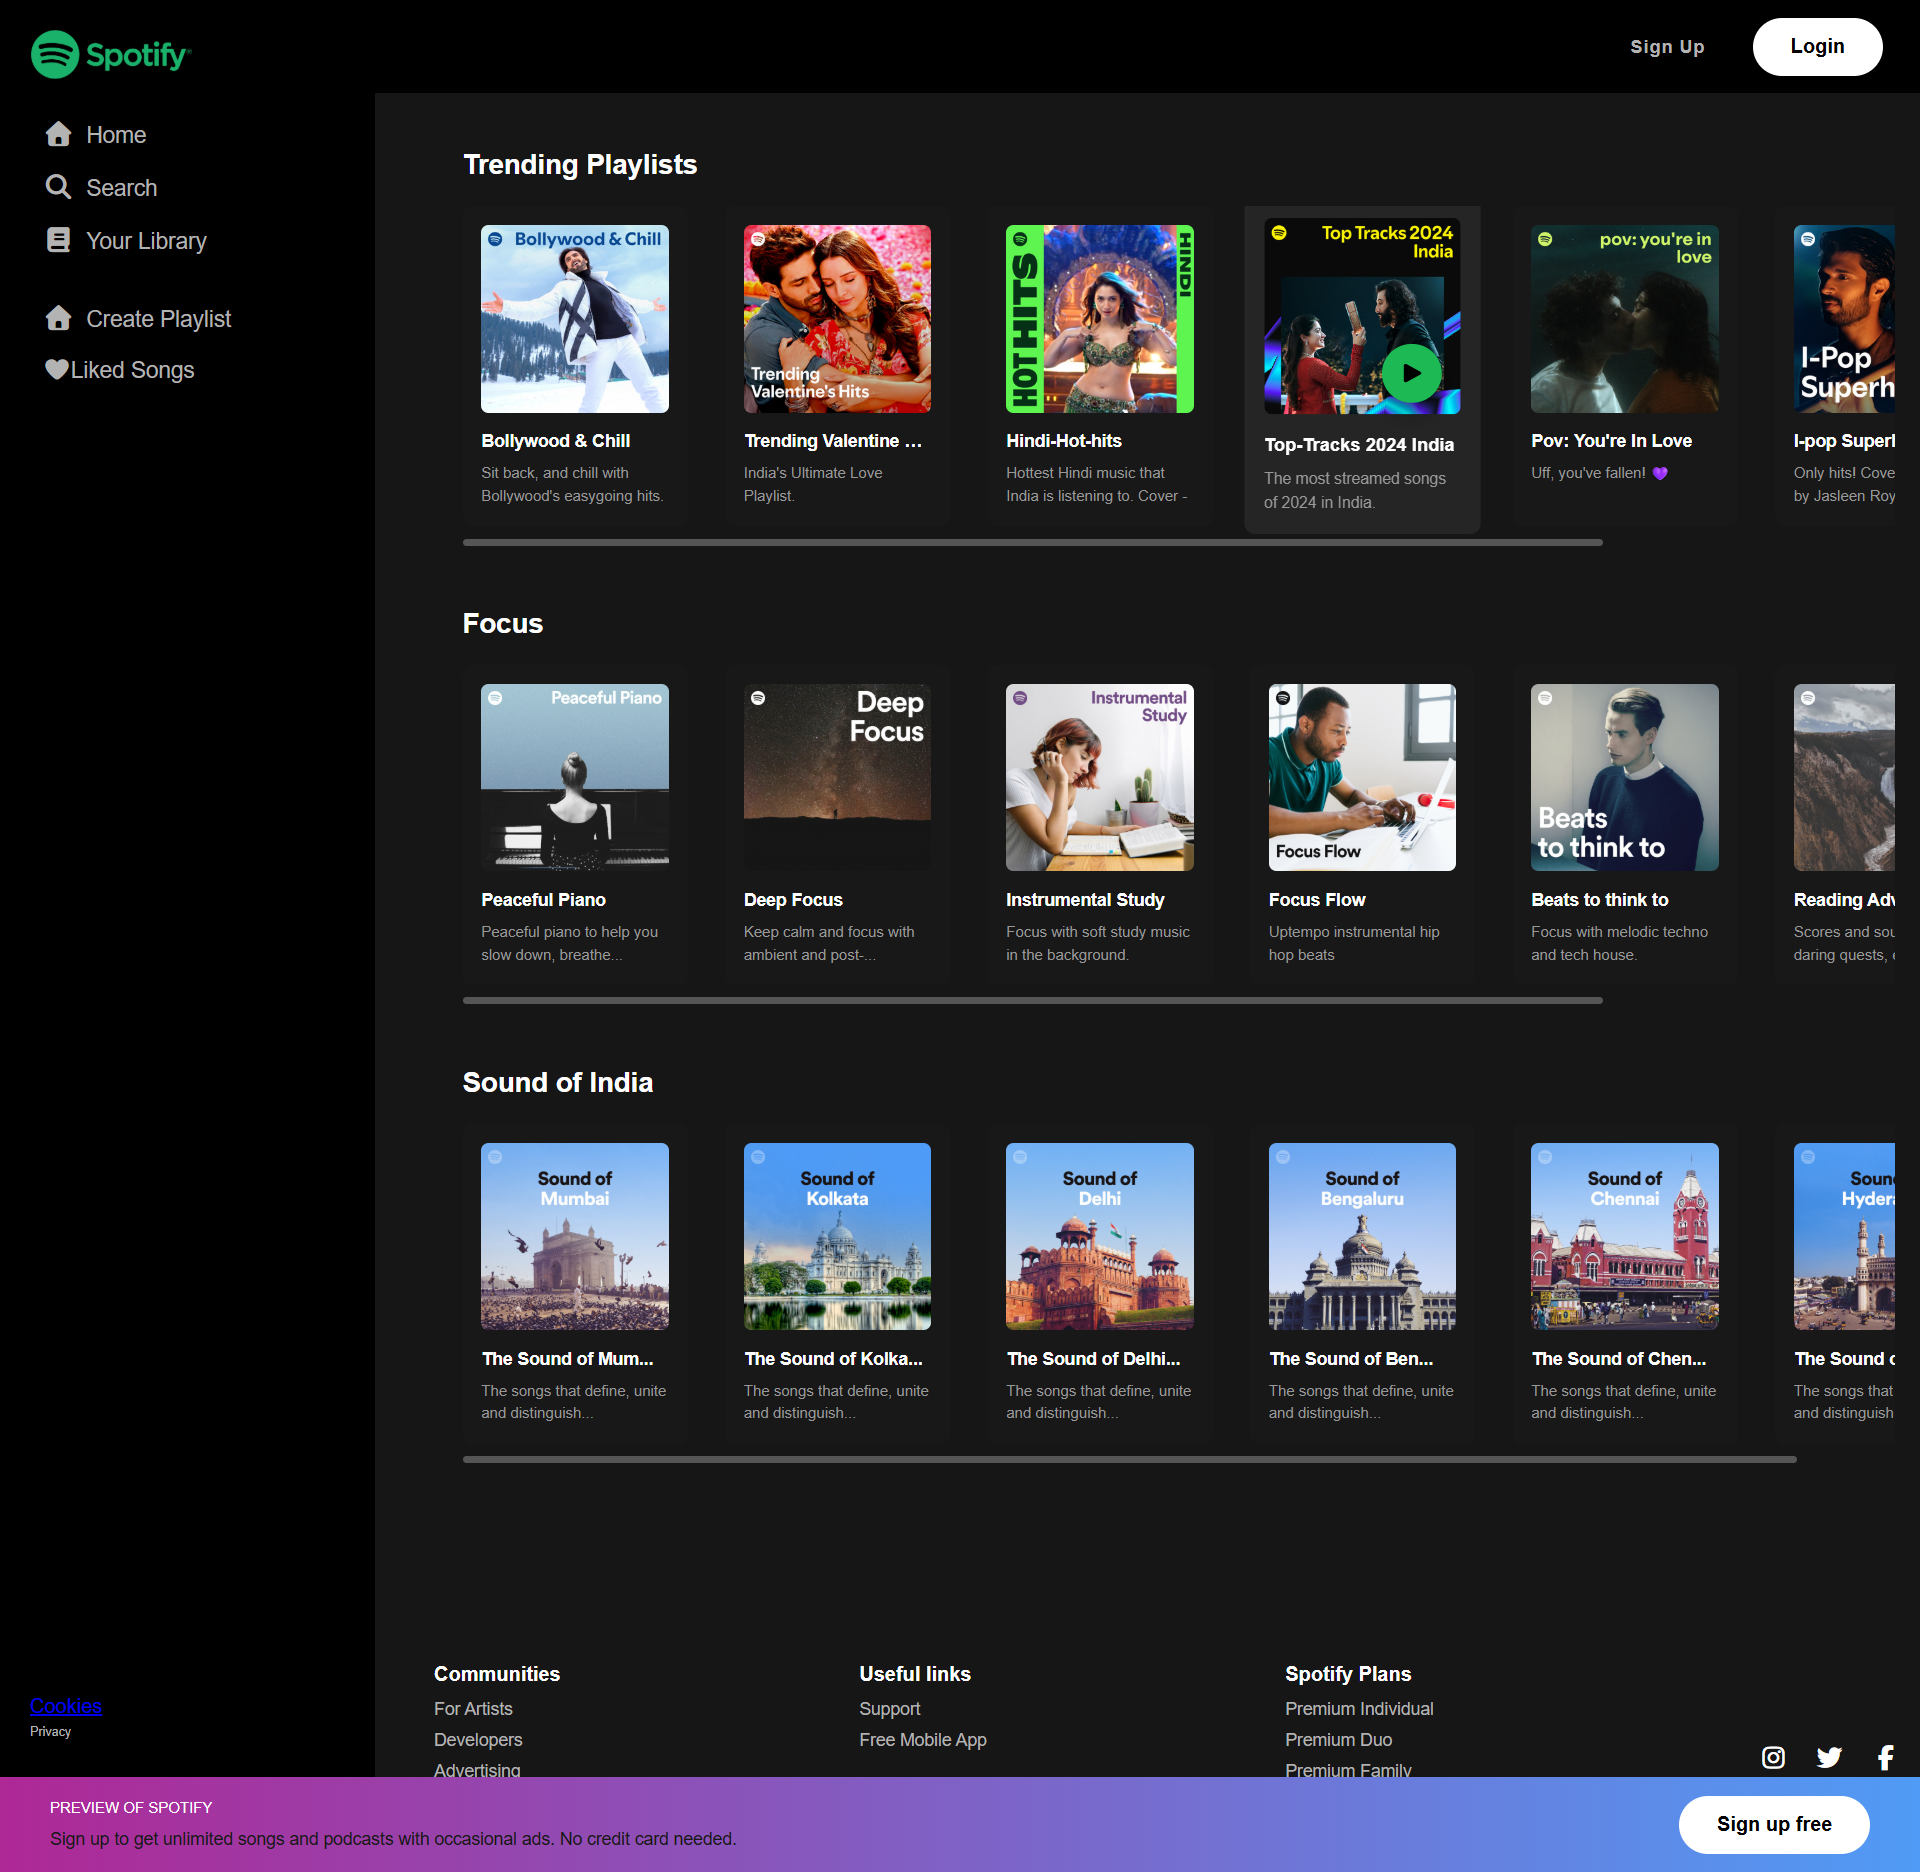 Spotify
Sign Up
Login
Home
Search
Your Library
Create Playlist
Liked Songs
Trending Playlists
Bollywood & Chill
Trending
Valentine's Hits
HOT HITS
HINDI
Top Tracks 2024
India
pov: you're in
love
I-Pop
Superh
Bollywood & Chill
Sit back, and chill with
Bollywood's easygoing hits.
Trending Valentine ...
India's Ultimate Love
Playlist.
Hindi-Hot-hits
Hottest Hindi music that
India is listening to. Cover -
Top-Tracks 2024 India
The most streamed songs
of 2024 in India.
Pov: You're In Love
Uff, you've fallen! 💜
I-pop Superl
Only hits! Cove
by Jasleen Roy
Focus
Peaceful Piano
Deep
Focus
Instrumental
Study
Focus Flow
Beats
to think to
Peaceful Piano
Peaceful piano to help you
slow down, breathe...
Deep Focus
Keep calm and focus with
ambient and post-...
Instrumental Study
Focus with soft study music
in the background.
Focus Flow
Uptempo instrumental hip
hop beats
Beats to think to
Focus with melodic techno
and tech house.
Reading Adv
Scores and sou
daring quests, e
Sound of India
Sound of
Mumbai
Sound of
Kolkata
Sound of
Delhi
Sound of
Bengaluru
Sound of
Chennai
Soun
Hydera
The Sound of Mum...
The songs that define, unite
and distinguish...
The Sound of Kolka...
The songs that define, unite
and distinguish...
The Sound of Delhi...
The songs that define, unite
and distinguish...
The Sound of Ben...
The songs that define, unite
and distinguish...
The Sound of Chen...
The songs that define, unite
and distinguish...
The Sound o
The songs that
and distinguish
Communities
For Artists
Developers
Advertising
Useful links
Support
Free Mobile App
Spotify Plans
Premium Individual
Premium Duo
Premium Family
Cookies
Privacy
PREVIEW OF SPOTIFY
Sign up to get unlimited songs and podcasts with occasional ads. No credit card needed.
Sign up free